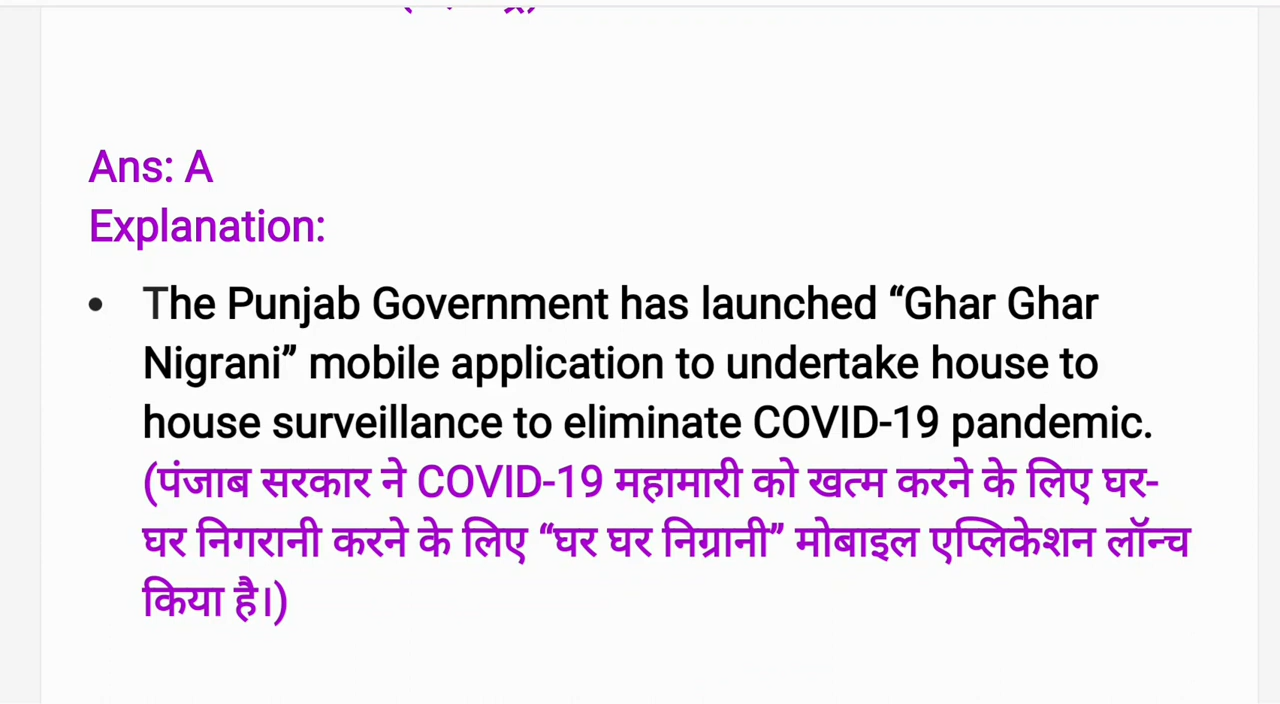 Ans: A
Explanation:
• The Punjab Government has launched “Ghar Ghar
Nigrani” mobile application to undertake house to
house surveillance to eliminate COVID-19 pandemic.
(पंजाब सरकार ने COVID-19 महामारी को खत्म करने के लिए घर-
घर निगरानी करने के लिए “घर घर निग्रानी” मोबाइल एप्लिकेशन लॉन्च
किया है।)